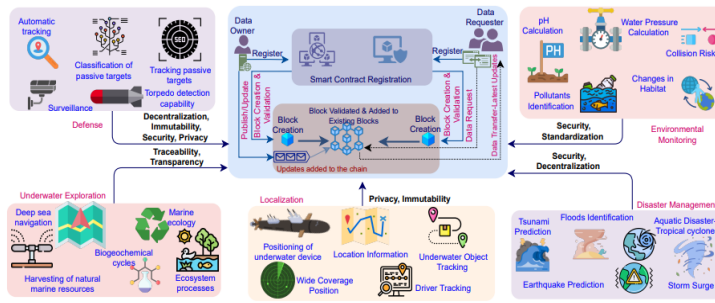 Automatic
tracking
Classification of
passive targets
Tracking passive
targets
Surveillance
Torpedo detection
capability
Defense
Decentralization,
Immutability,
Security, Privacy
Traceability,
Transparency
Underwater Exploration
Deep sea
navigation
Marine
ecology
Biogeochemical
cycles
Harvesting of natural
marine resources
Ecosystem
processes
Data
Owner
Data
Requester
Register
Register
Smart Contract Registration
Publish/Update
Block Creation &
Validation
Block Validated & Added to
Existing Blocks
Block
Creation
Block
Creation
Block Creation &
Validation
Data Request
Data Transfer-Latest Updates
Updates added to the chain
Localization
Privacy, Immutability
Positioning of
underwater device
Location Information
Underwater Object
Tracking
Wide Coverage
Position
Driver Tracking
pH
Calculation
PH
Water Pressure
Calculation
Collision Risk
Pollutants
Identification
Changes in
Habitat
Security,
Standardization
Environmental
Monitoring
Security,
Decentralization
Disaster Management
Tsunami
Prediction
Floods Identification
Aquatic Disaster-
Tropical cyclone
Earthquake Prediction
Storm Surge